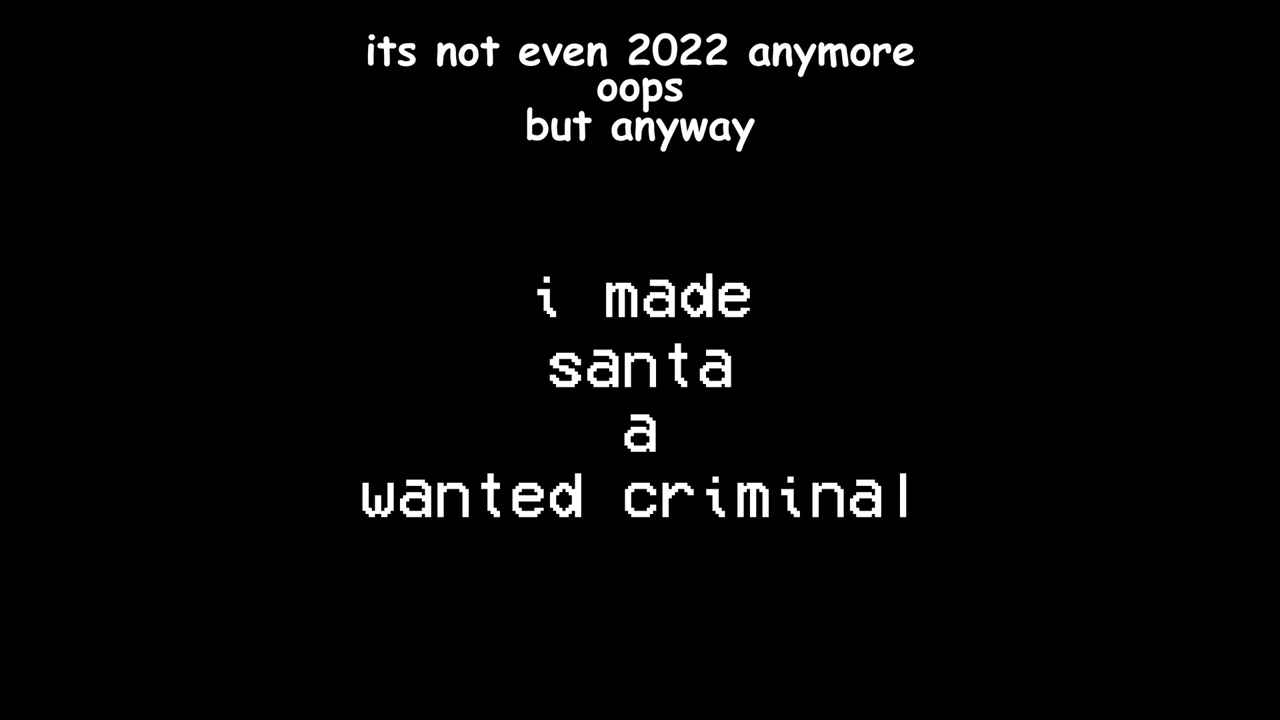 its not even 2022 anymore
oops
but anyway
i made
santa
a
wanted criminal